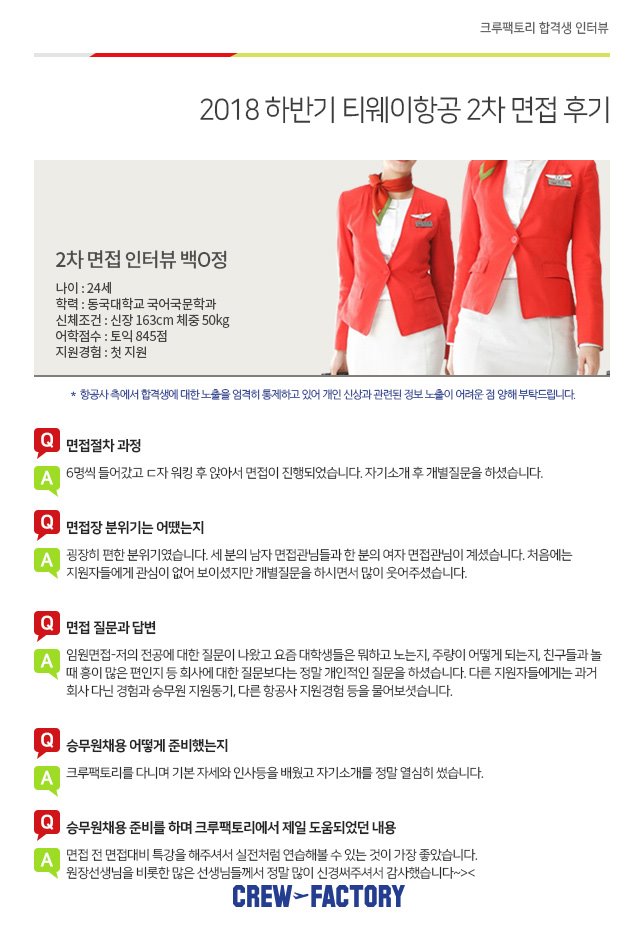 크루팩토리 합격생 인터뷰
2018 하반기 티웨이항공 2차 면접 후기
2차 면접 인터뷰 백O정
나이 : 24세
학력 : 동국대학교 국어국문학과
신체조건 : 신장 163cm 체중 50kg
어학점수 : 토익 845점
지원경험 : 첫 지원
* 항공사 측에서 합격생에 대한 노출을 엄격히 통제하고 있어 개인 신상과 관련된 정보 노출이 어려운 점 양해 부탁드립니다.
Q 면접절차 과정
A 6명씩 들어갔고 ㄷ자 워킹 후 앉아서 면접이 진행되었습니다. 자기소개 후 개별질문을 하셨습니다.
Q 면접장 분위기는 어땠는지
A 굉장히 편한 분위기였습니다. 세 분의 남자 면접관님들과 한 분의 여자 면접관님이 계셨습니다. 처음에는
지원자들에게 관심이 없어 보이셨지만 개별질문을 하시면서 많이 웃어주셨습니다.
Q 면접 질문과 답변
A 임원면접-저의 전공에 대한 질문이 나왔고 요즘 대학생들은 뭐하고 노는지, 주량이 어떻게 되는지, 친구들과 놀
때 흥이 많은 편인지 등 회사에 대한 질문보다는 정말 개인적인 질문을 하셨습니다. 다른 지원자들에게는 과거
회사 다닌 경험과 승무원 지원동기, 다른 항공사 지원경험 등을 물어보셧습니다.
Q 승무원채용 어떻게 준비했는지
A 크루팩토리를 다니며 기본 자세와 인사등을 배웠고 자기소개를 정말 열심히 썼습니다.
Q 승무원채용 준비를 하며 크루팩토리에서 제일 도움되었던 내용
A 면접 전 면접대비 특강을 해주셔서 실전처럼 연습해볼 수 있는 것이 가장 좋았습니다.
원장선생님을 비롯한 많은 선생님들께서 정말 많이 신경써주셔서 감사했습니다~><
CREW FACTORY